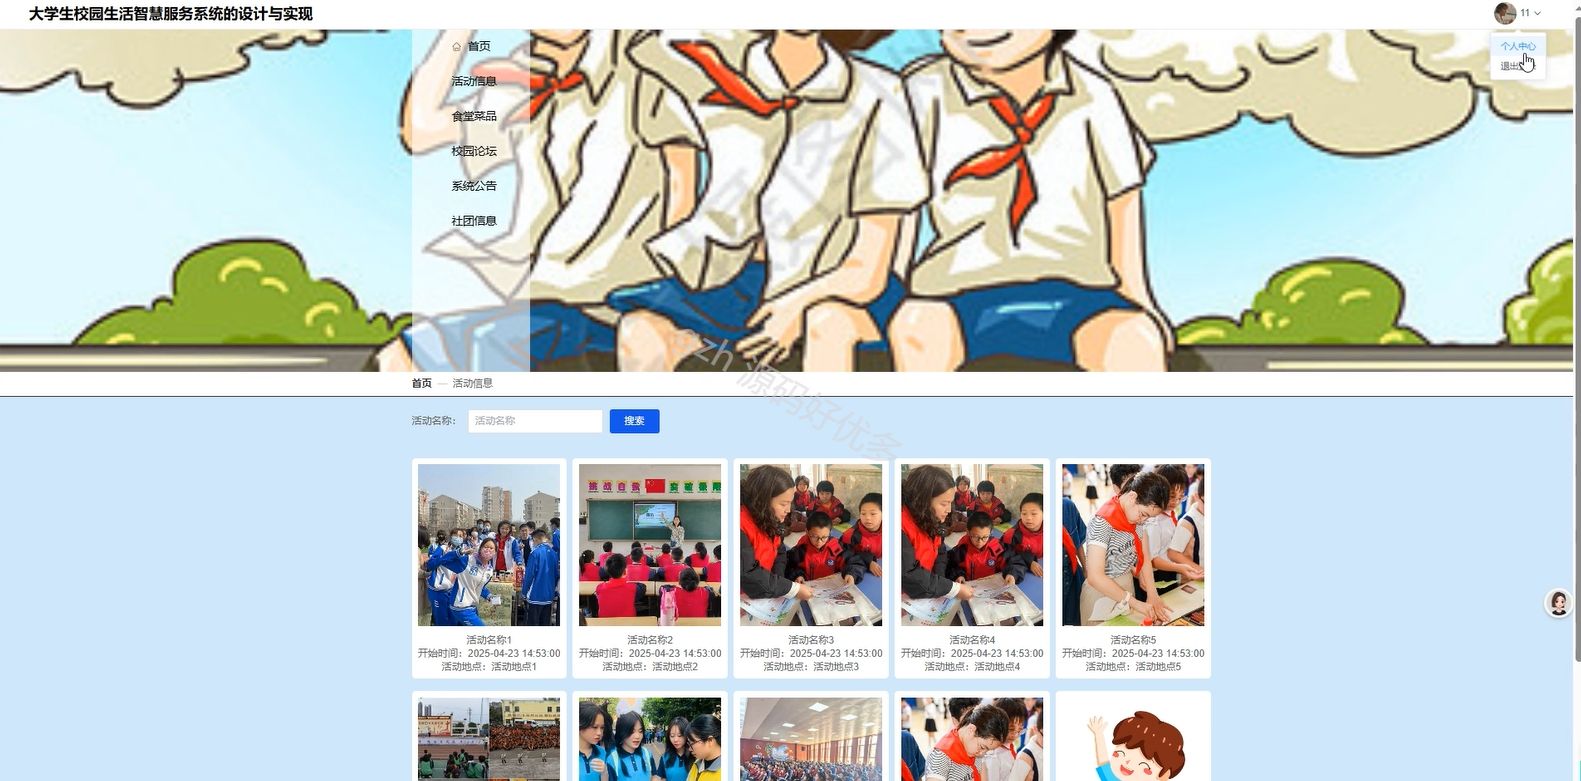 大学生校园生活智慧服务系统的设计与实现
11
个人中心
退出
首页
活动信息
食堂菜品
校园论坛
系统公告
社团信息
首页 — 活动信息
活动名称： 活动名称 搜索
挑战自我
活动名称1
开始时间：2025-04-23 14:53:00
活动地点：活动地点1
活动名称2
开始时间：2025-04-23 14:53:00
活动地点：活动地点2
活动名称3
开始时间：2025-04-23 14:53:00
活动地点：活动地点3
活动名称4
开始时间：2025-04-23 14:53:00
活动地点：活动地点4
活动名称5
开始时间：2025-04-23 14:53:00
活动地点：活动地点5
源码好优多